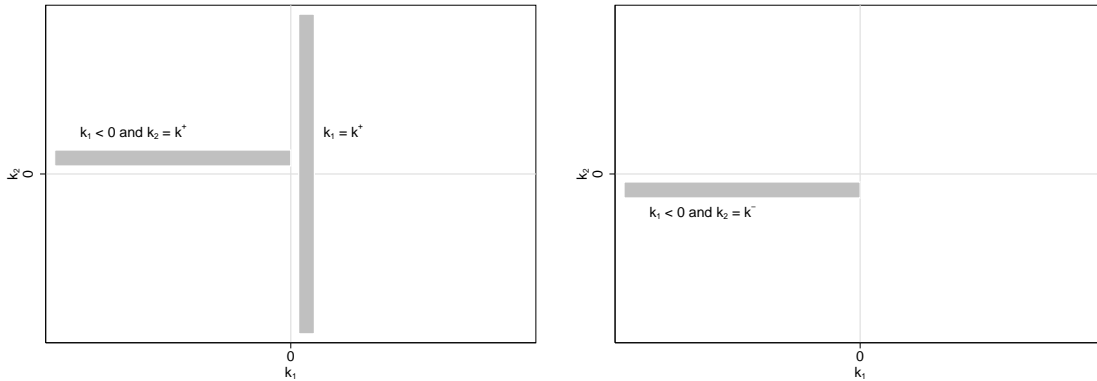 k₁ < 0 and k₂ = k⁺
k₁ = k⁺
k₂
0
0
k₁
k₂
0
k₁ < 0 and k₂ = k⁻
0
k₁